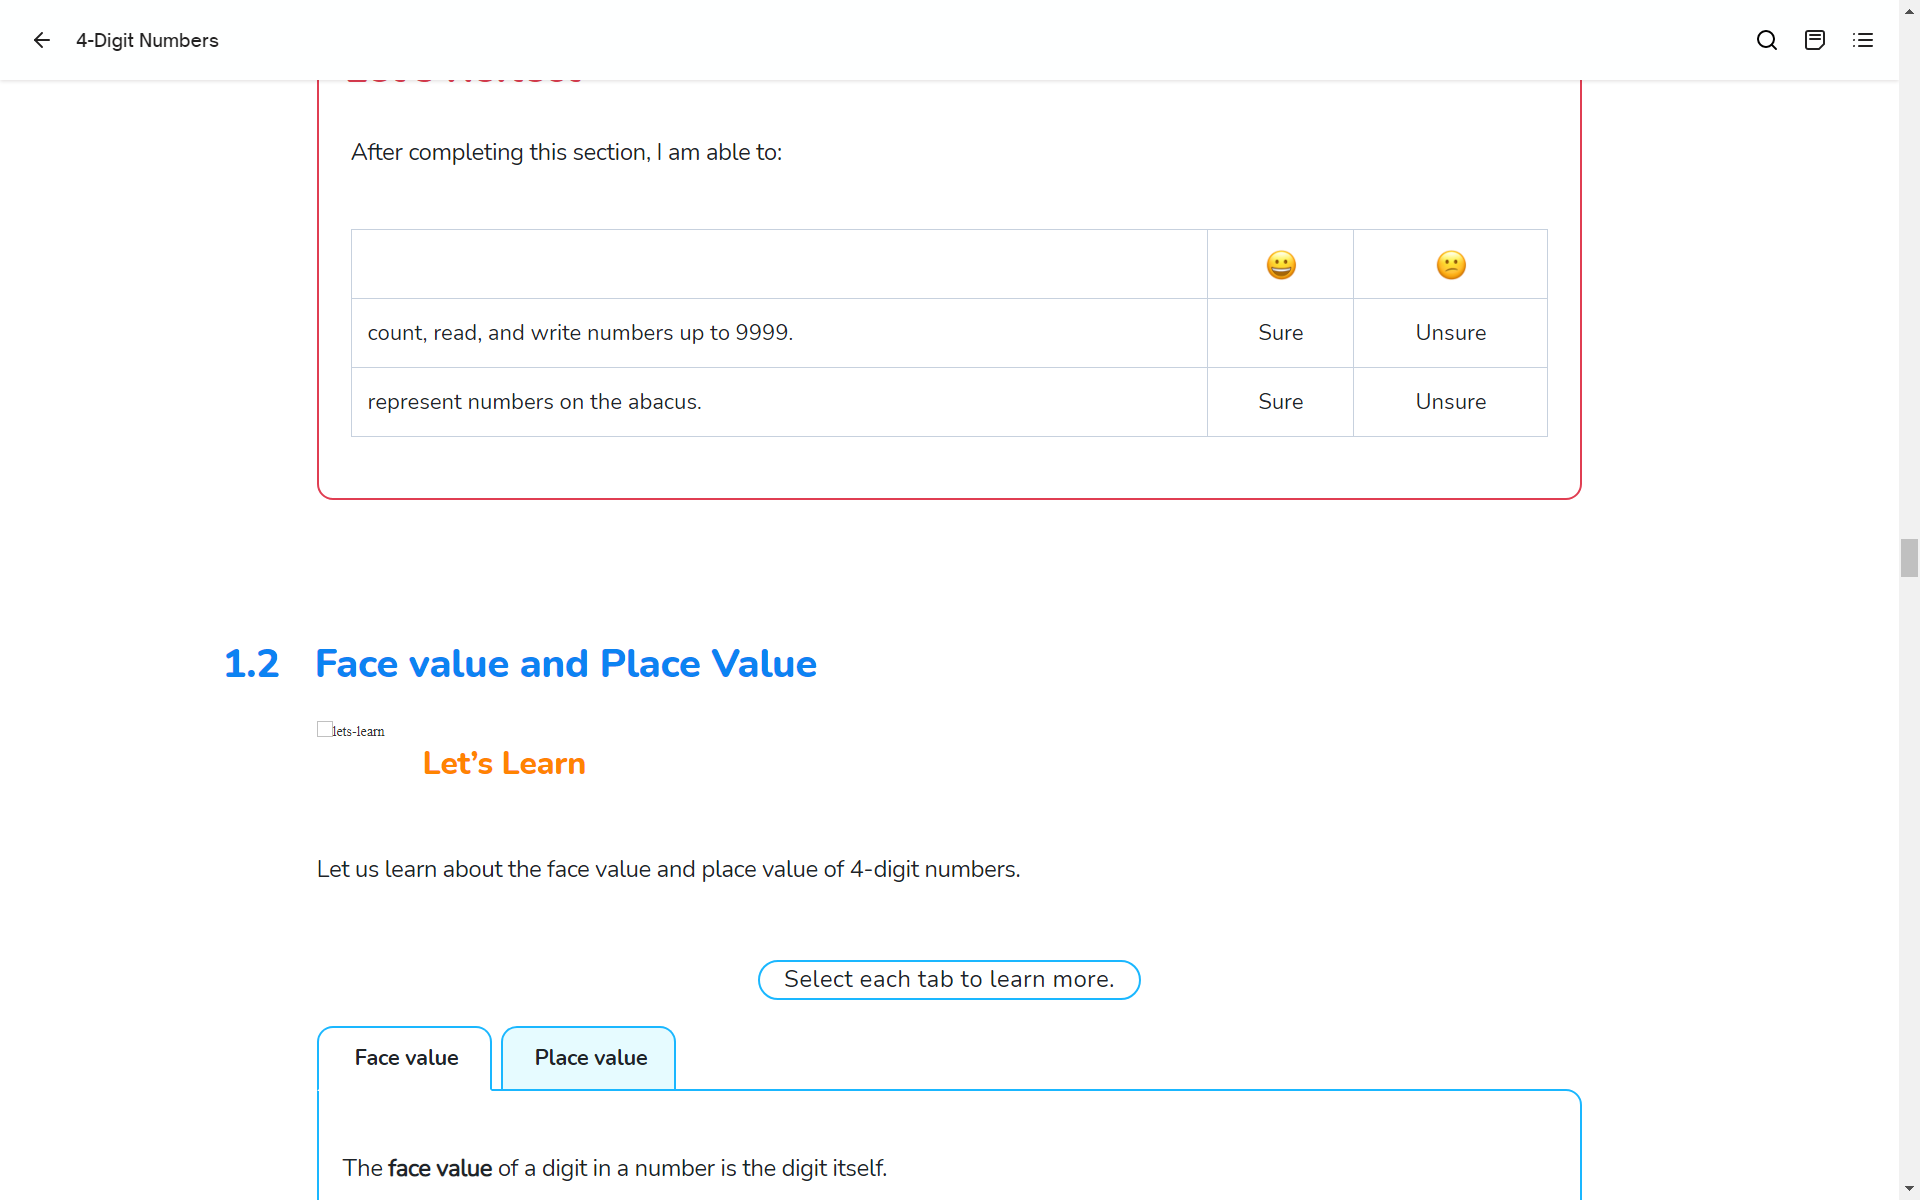 4-Digit Numbers
After completing this section, I am able to:
count, read, and write numbers up to 9999. Sure Unsure
represent numbers on the abacus. Sure Unsure
1.2 Face value and Place Value
lets-learn
Let’s Learn
Let us learn about the face value and place value of 4-digit numbers.
Select each tab to learn more.
Face value Place value
The face value of a digit in a number is the digit itself.